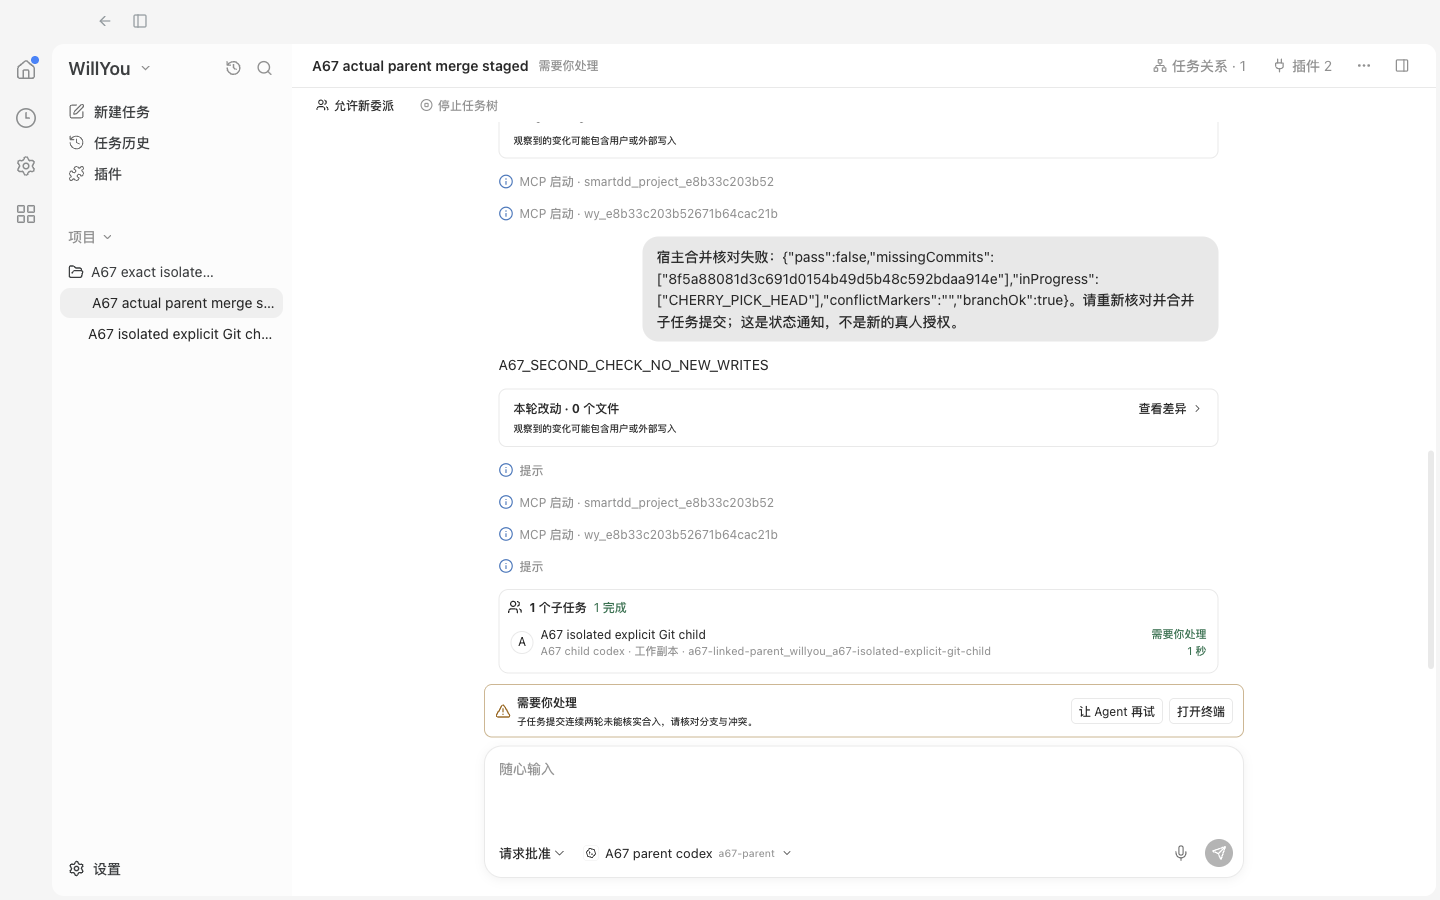 WillYou
新建任务
任务历史
插件
项目
A67 exact isolate...
A67 actual parent merge s...
A67 isolated explicit Git ch...
设置
A67 actual parent merge staged 需要你处理
任务关系 · 1 插件 2
允许新委派 停止任务树
观察到的变化可能包含用户或外部写入
MCP 启动 · smartdd_project_e8b33c203b52
MCP 启动 · wy_e8b33c203b52671b64cac21b
宿主合并核对失败：{"pass":false,"missingCommits":
["8f5a88081d3c691d0154b49d5b48c592bdaa914e"],"inProgress":
["CHERRY_PICK_HEAD"],"conflictMarkers":"","branchOk":true}。请重新核对并合并
子任务提交；这是状态通知，不是新的真人授权。
A67_SECOND_CHECK_NO_NEW_WRITES
本轮改动 · 0 个文件 查看差异
观察到的变化可能包含用户或外部写入
提示
MCP 启动 · smartdd_project_e8b33c203b52
MCP 启动 · wy_e8b33c203b52671b64cac21b
提示
1 个子任务 1 完成
A A67 isolated explicit Git child 需要你处理
A67 child codex · 工作副本 · a67-linked-parent_willyou_a67-isolated-explicit-git-child 1 秒
需要你处理
子任务提交连续两轮未能核实合入，请核对分支与冲突。
让 Agent 再试 打开终端
随心输入
请求批准 A67 parent codex a67-parent